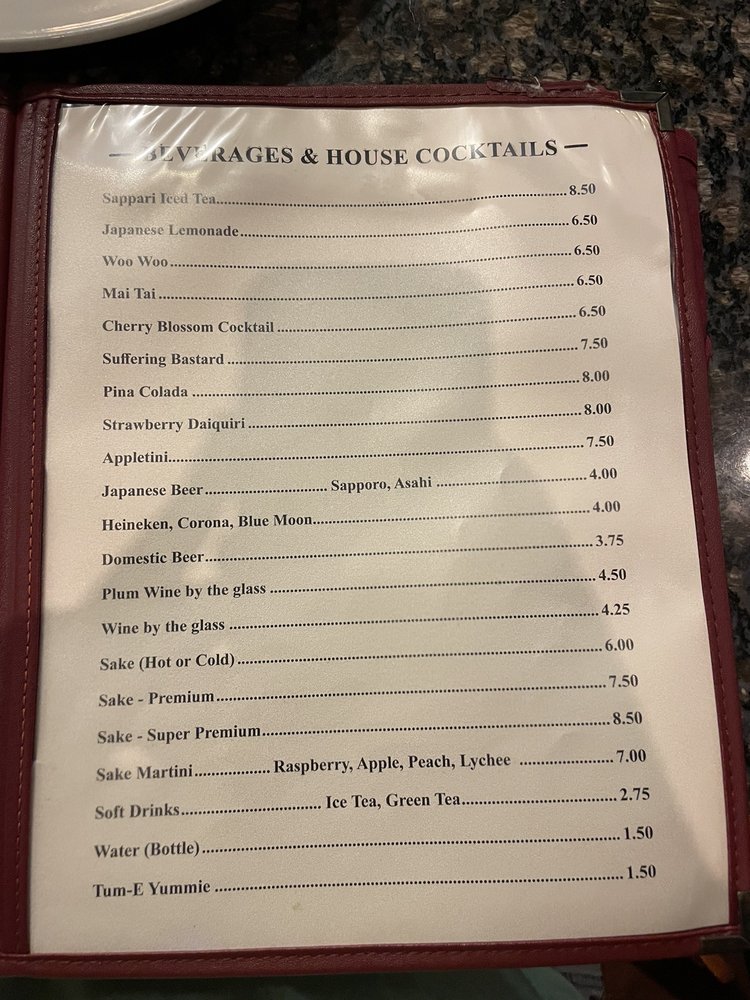 — BEVERAGES & HOUSE COCKTAILS —
Sappari Iced Tea........................................8.50
Japanese Lemonade........................................6.50
Woo Woo........................................6.50
Mai Tai........................................6.50
Cherry Blossom Cocktail........................................6.50
Suffering Bastard........................................7.50
Pina Colada........................................8.00
Strawberry Daiquiri........................................8.00
Appletini........................................7.50
Japanese Beer.................... Sapporo, Asahi ....................4.00
Heineken, Corona, Blue Moon........................................4.00
Domestic Beer........................................3.75
Plum Wine by the glass........................................4.50
Wine by the glass........................................4.25
Sake (Hot or Cold)........................................6.00
Sake - Premium........................................7.50
Sake - Super Premium........................................8.50
Sake Martini.................... Raspberry, Apple, Peach, Lychee ....................7.00
Soft Drinks.................... Ice Tea, Green Tea....................2.75
Water (Bottle)........................................1.50
Tum-E Yummie........................................1.50